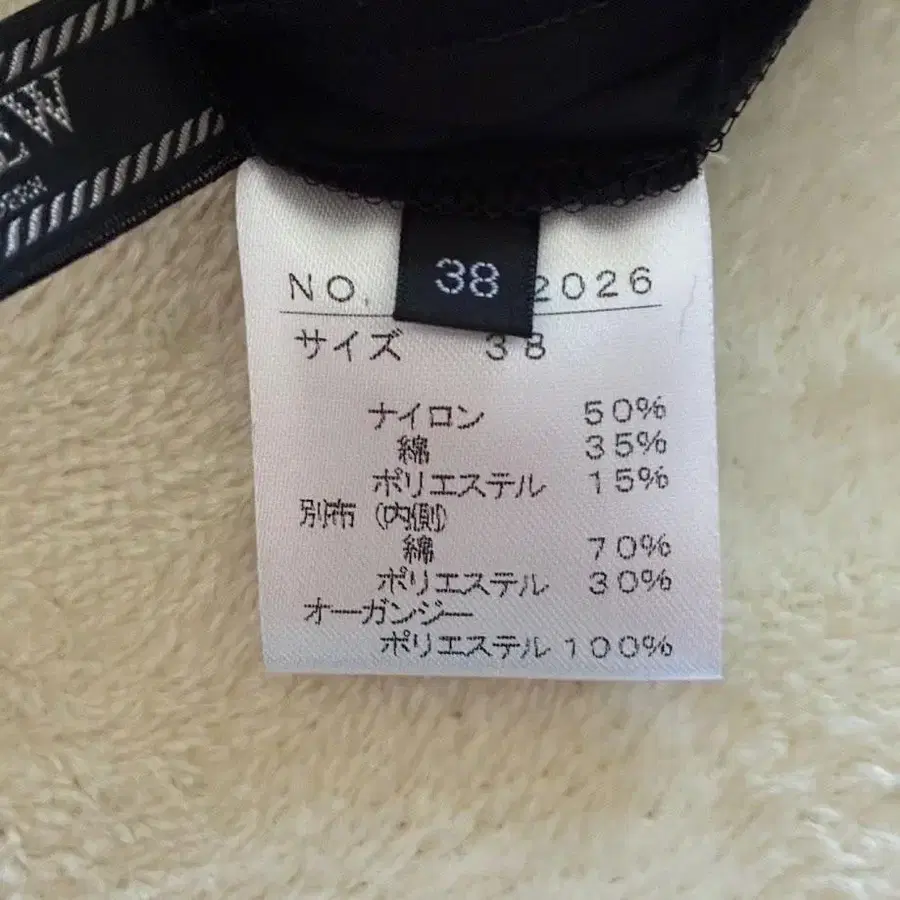 EW
38
NO. 2026
サイズ 38
ナイロン 50%
綿 35%
ポリエステル 15%
別布(内側)
綿 70%
ポリエステル 30%
オーガンジー
ポリエステル 100%